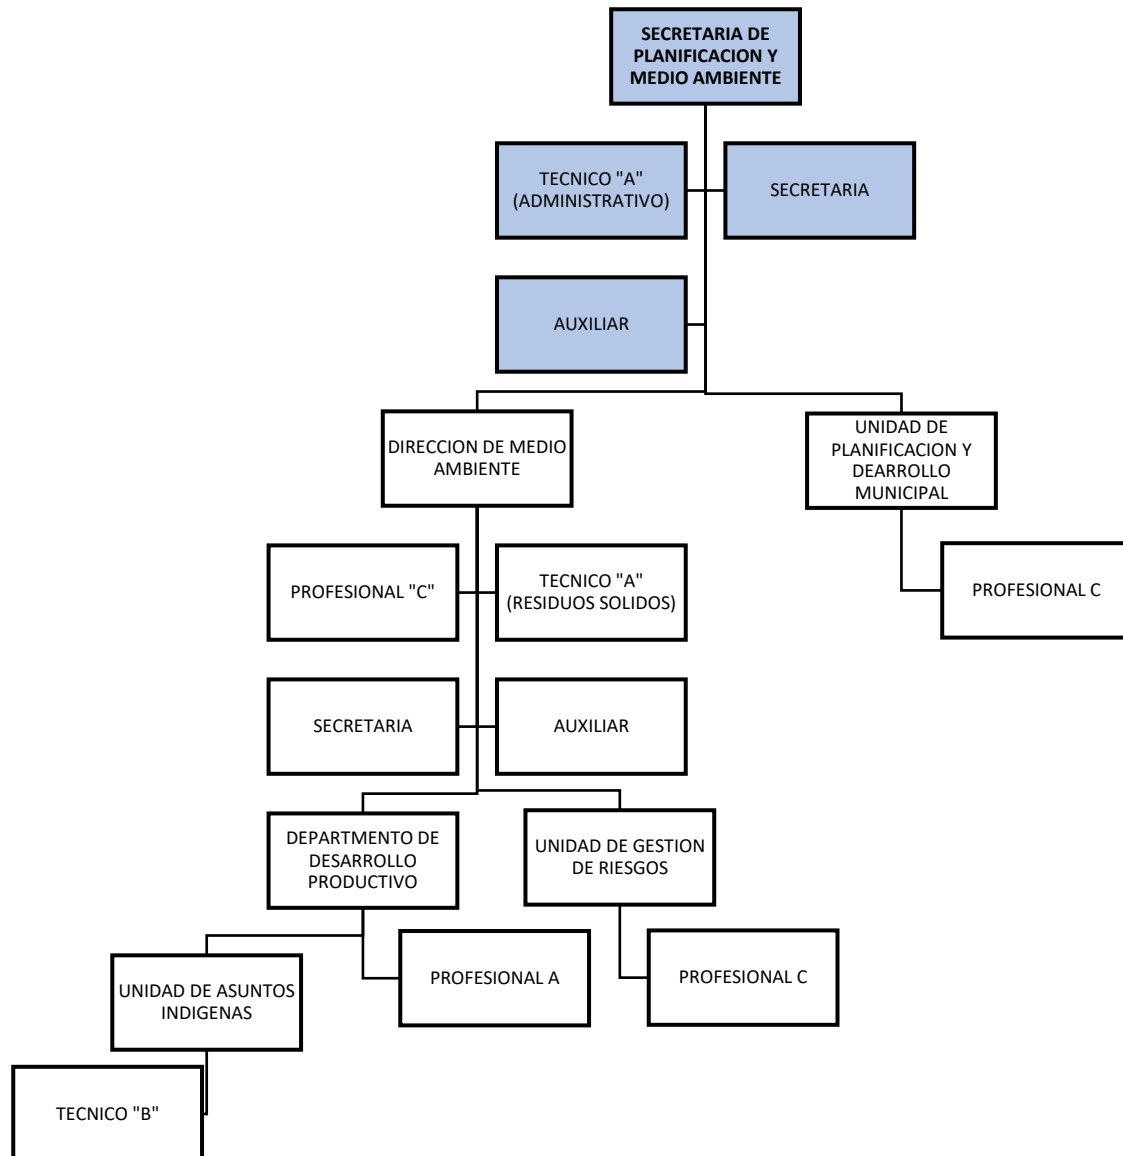 SECRETARIA DE
PLANIFICACION Y
MEDIO AMBIENTE
TECNICO "A"
(ADMINISTRATIVO)
SECRETARIA
AUXILIAR
DIRECCION DE MEDIO
AMBIENTE
UNIDAD DE
PLANIFICACION Y
DEARROLLO
MUNICIPAL
PROFESIONAL "C"
TECNICO "A"
(RESIDUOS SOLIDOS)
PROFESIONAL C
SECRETARIA
AUXILIAR
DEPARTMENTO DE
DESARROLLO
PRODUCTIVO
UNIDAD DE GESTION
DE RIESGOS
UNIDAD DE ASUNTOS
INDIGENAS
PROFESIONAL A
PROFESIONAL C
TECNICO "B"